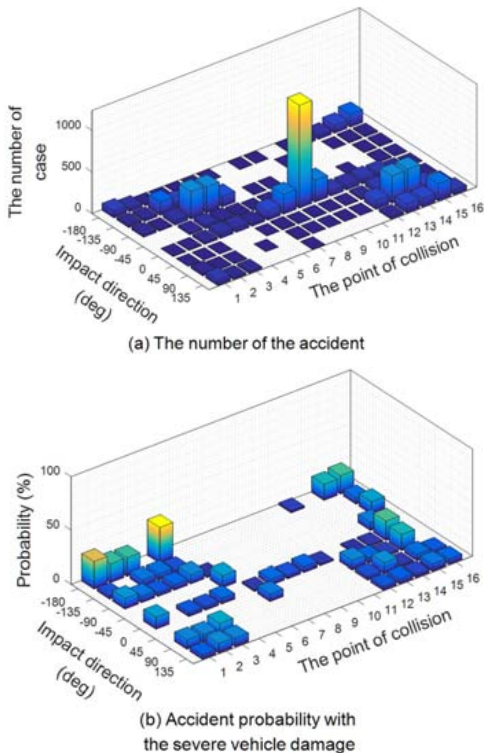 1000
500
0
The number of
case
-180
-135
-90
-45
0
45
90
135
Impact direction
(deg)
1 2 3 4 5 6 7 8 9 10 11 12 13 14 15 16
The point of collision
(a) The number of the accident
100
50
0
Probability (%)
-180
-135
-90
-45
0
45
90
135
Impact direction
(deg)
1 2 3 4 5 6 7 8 9 10 11 12 13 14 15 16
The point of collision
(b) Accident probability with
the severe vehicle damage